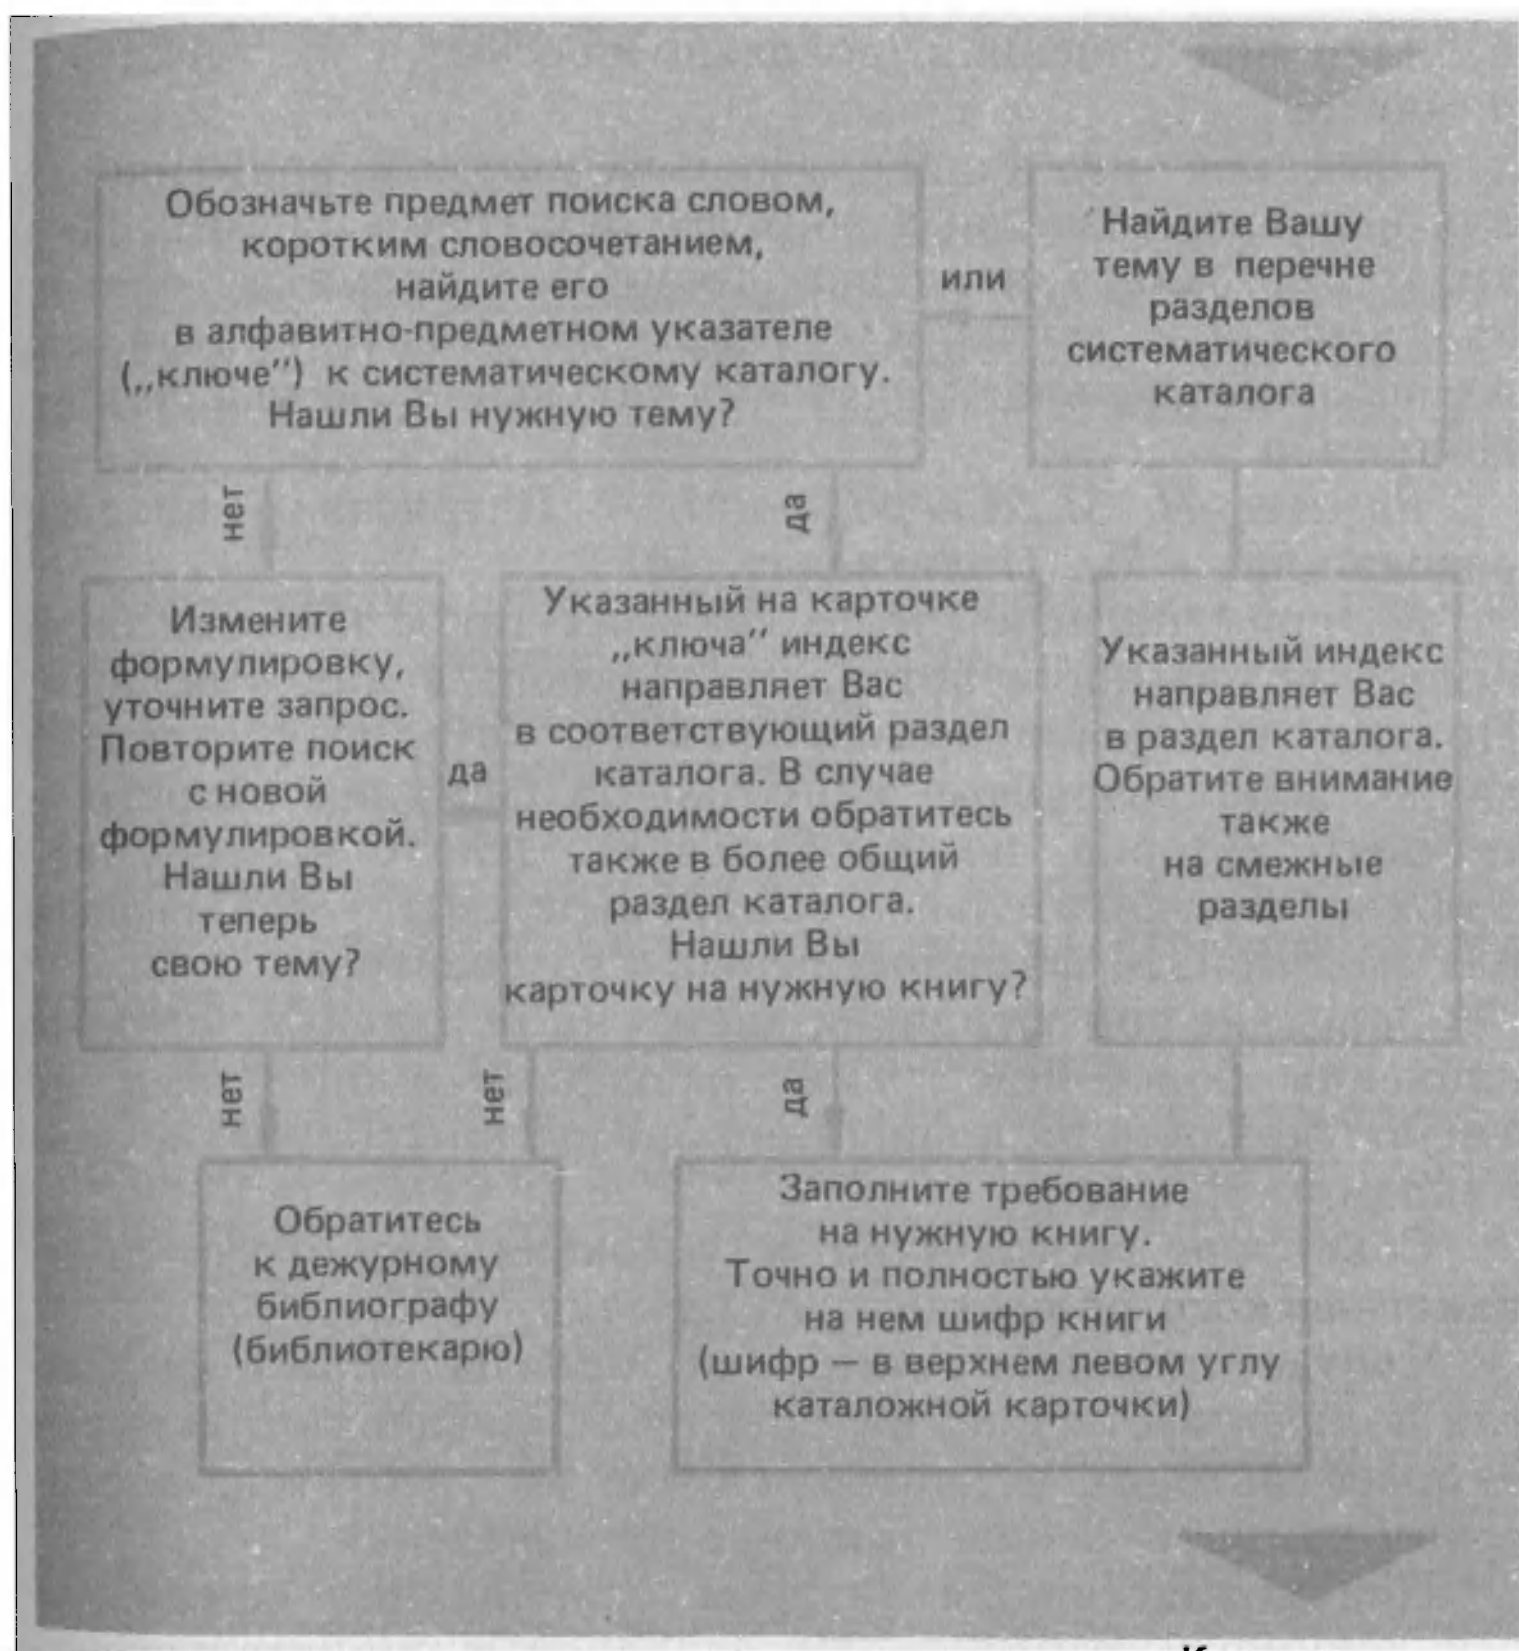 Обозначьте предмет поиска словом,
коротким словосочетанием,
найдите его
в алфавитно-предметном указателе
(„ключе") к систематическому каталогу.
Нашли Вы нужную тему?
или
Найдите Вашу
тему в перечне
разделов
систематического
каталога
нет
да
Измените
формулировку,
уточните запрос.
Повторите поиск
с новой
формулировкой.
Нашли Вы
теперь
свою тему?
да
Указанный на карточке
„ключа" индекс
направляет Вас
в соответствующий раздел
каталога. В случае
необходимости обратитесь
также в более общий
раздел каталога.
Нашли Вы
карточку на нужную книгу?
Указанный индекс
направляет Вас
в раздел каталога.
Обратите внимание
также
на смежные
разделы
нет
нет
да
Обратитесь
к дежурному
библиографу
(библиотекарю)
Заполните требование
на нужную книгу.
Точно и полностью укажите
на нем шифр книги
(шифр — в верхнем левом углу
каталожной карточки)